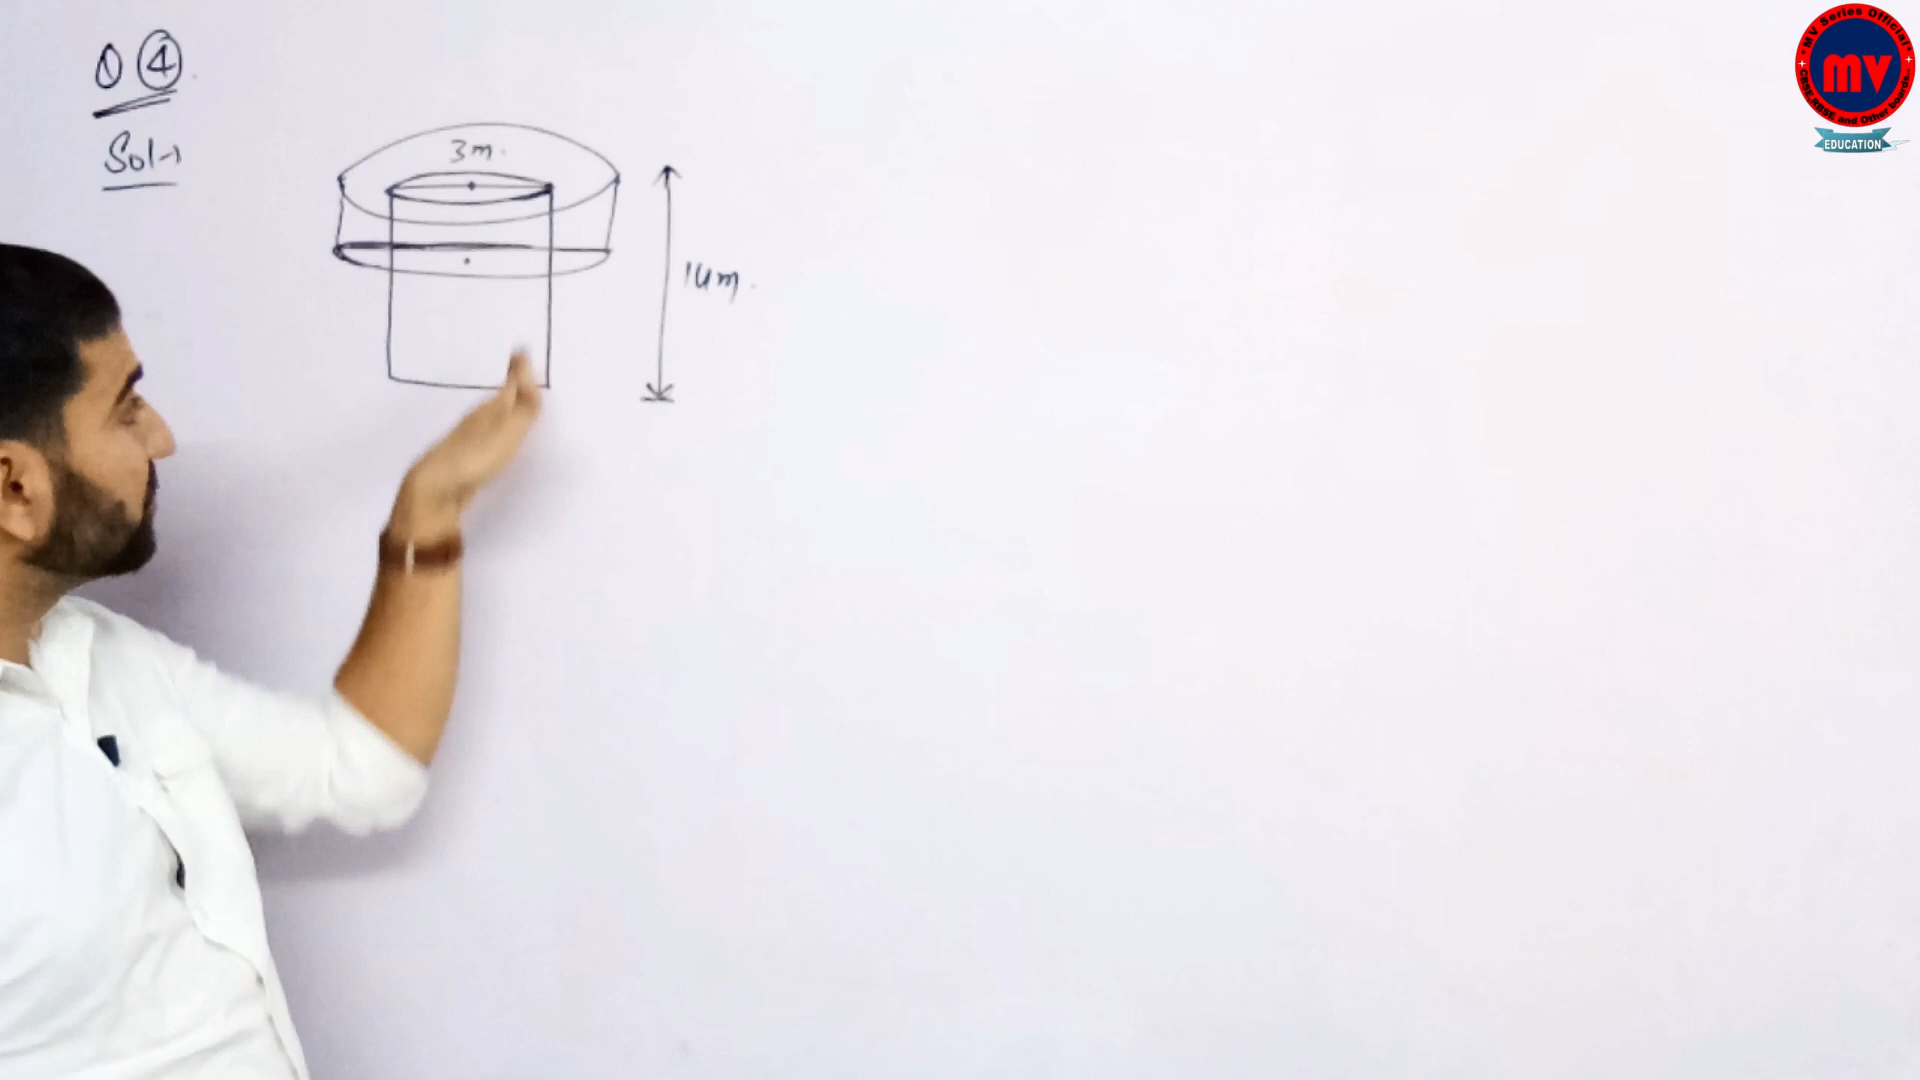 Q ④.
Sol→
3m.
14m.
MV Series Official
MV
CBSE, RBSE and Other boards...
EDUCATION